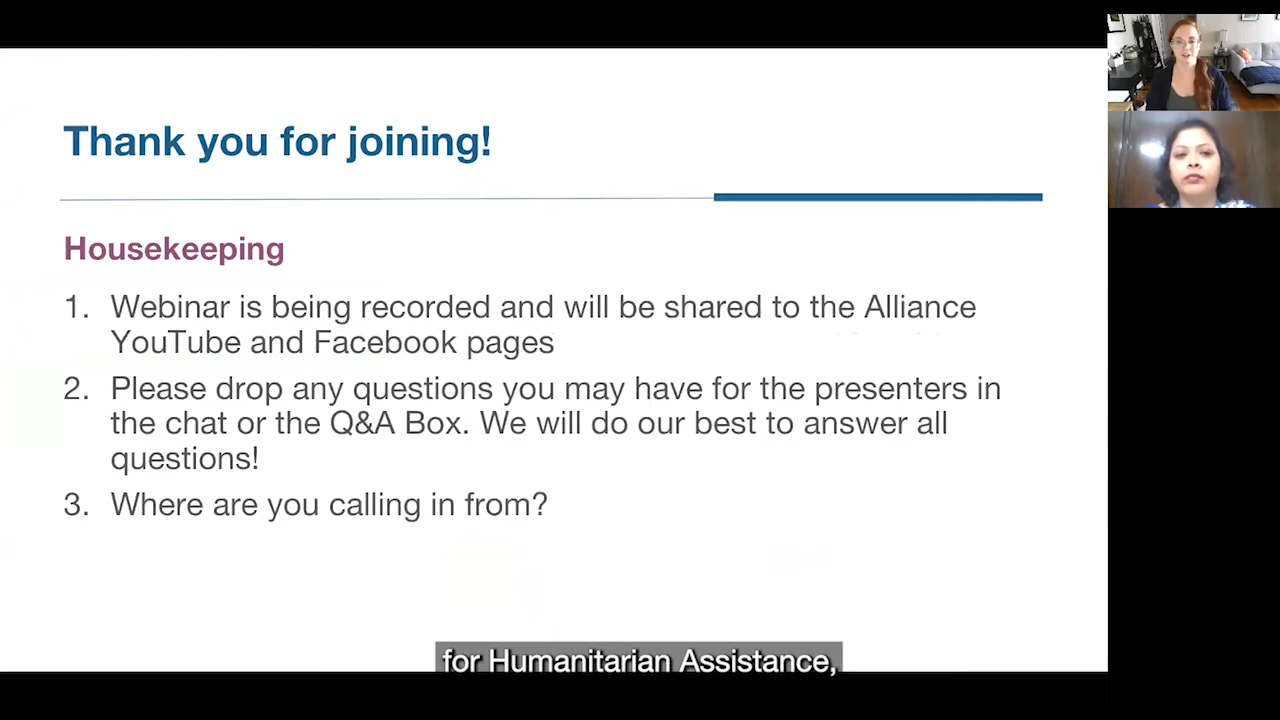 Thank you for joining!
Housekeeping
1. Webinar is being recorded and will be shared to the Alliance
YouTube and Facebook pages
2. Please drop any questions you may have for the presenters in
the chat or the Q&A Box. We will do our best to answer all
questions!
3. Where are you calling in from?
for Humanitarian Assistance,